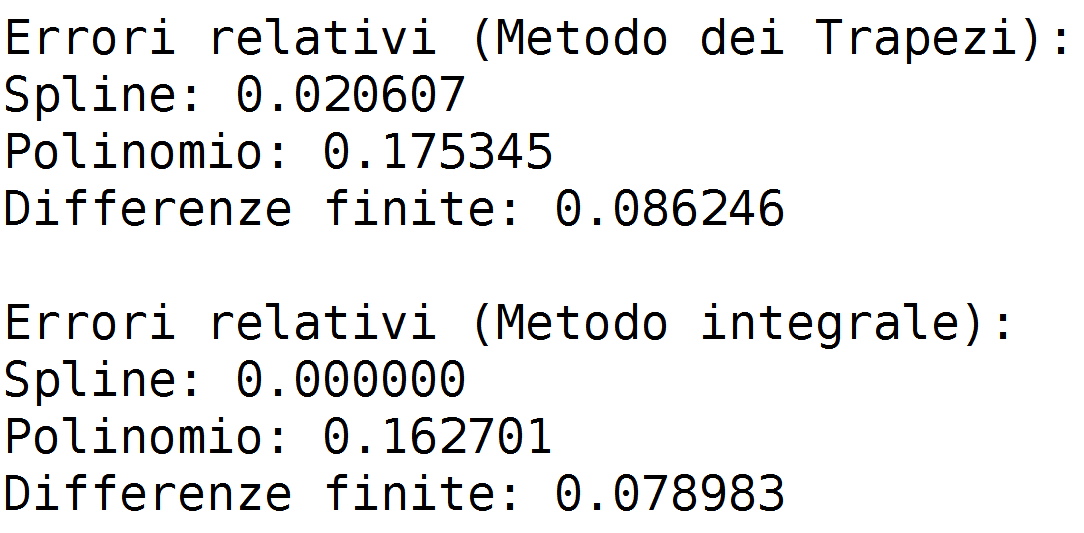 Errori relativi (Metodo dei Trapezi):
Spline: 0.020607
Polinomio: 0.175345
Differenze finite: 0.086246
Errori relativi (Metodo integrale):
Spline: 0.000000
Polinomio: 0.162701
Differenze finite: 0.078983